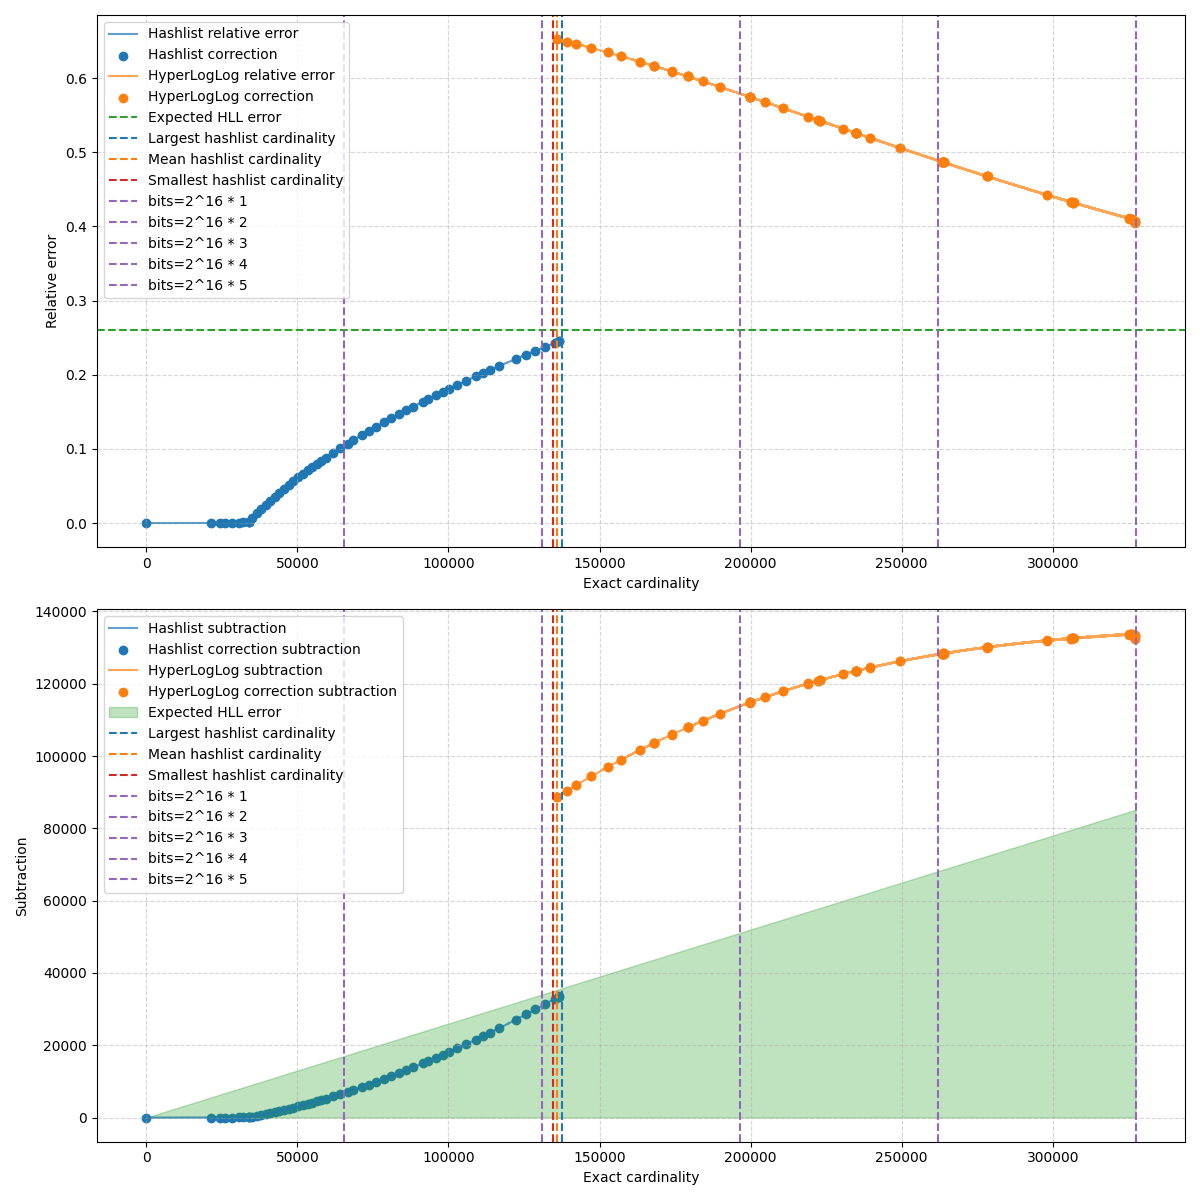 Hashlist relative error
Hashlist correction
HyperLogLog relative error
HyperLogLog correction
Expected HLL error
Largest hashlist cardinality
Mean hashlist cardinality
Smallest hashlist cardinality
bits=2^16 * 1
bits=2^16 * 2
bits=2^16 * 3
bits=2^16 * 4
bits=2^16 * 5
Relative error
0.6
0.5
0.4
0.3
0.2
0.1
0.0
0 50000 100000 150000 200000 250000 300000
Exact cardinality
Hashlist subtraction
Hashlist correction subtraction
HyperLogLog subtraction
HyperLogLog correction subtraction
Expected HLL error
Largest hashlist cardinality
Mean hashlist cardinality
Smallest hashlist cardinality
bits=2^16 * 1
bits=2^16 * 2
bits=2^16 * 3
bits=2^16 * 4
bits=2^16 * 5
Subtraction
140000
120000
100000
80000
60000
40000
20000
0
0 50000 100000 150000 200000 250000 300000
Exact cardinality